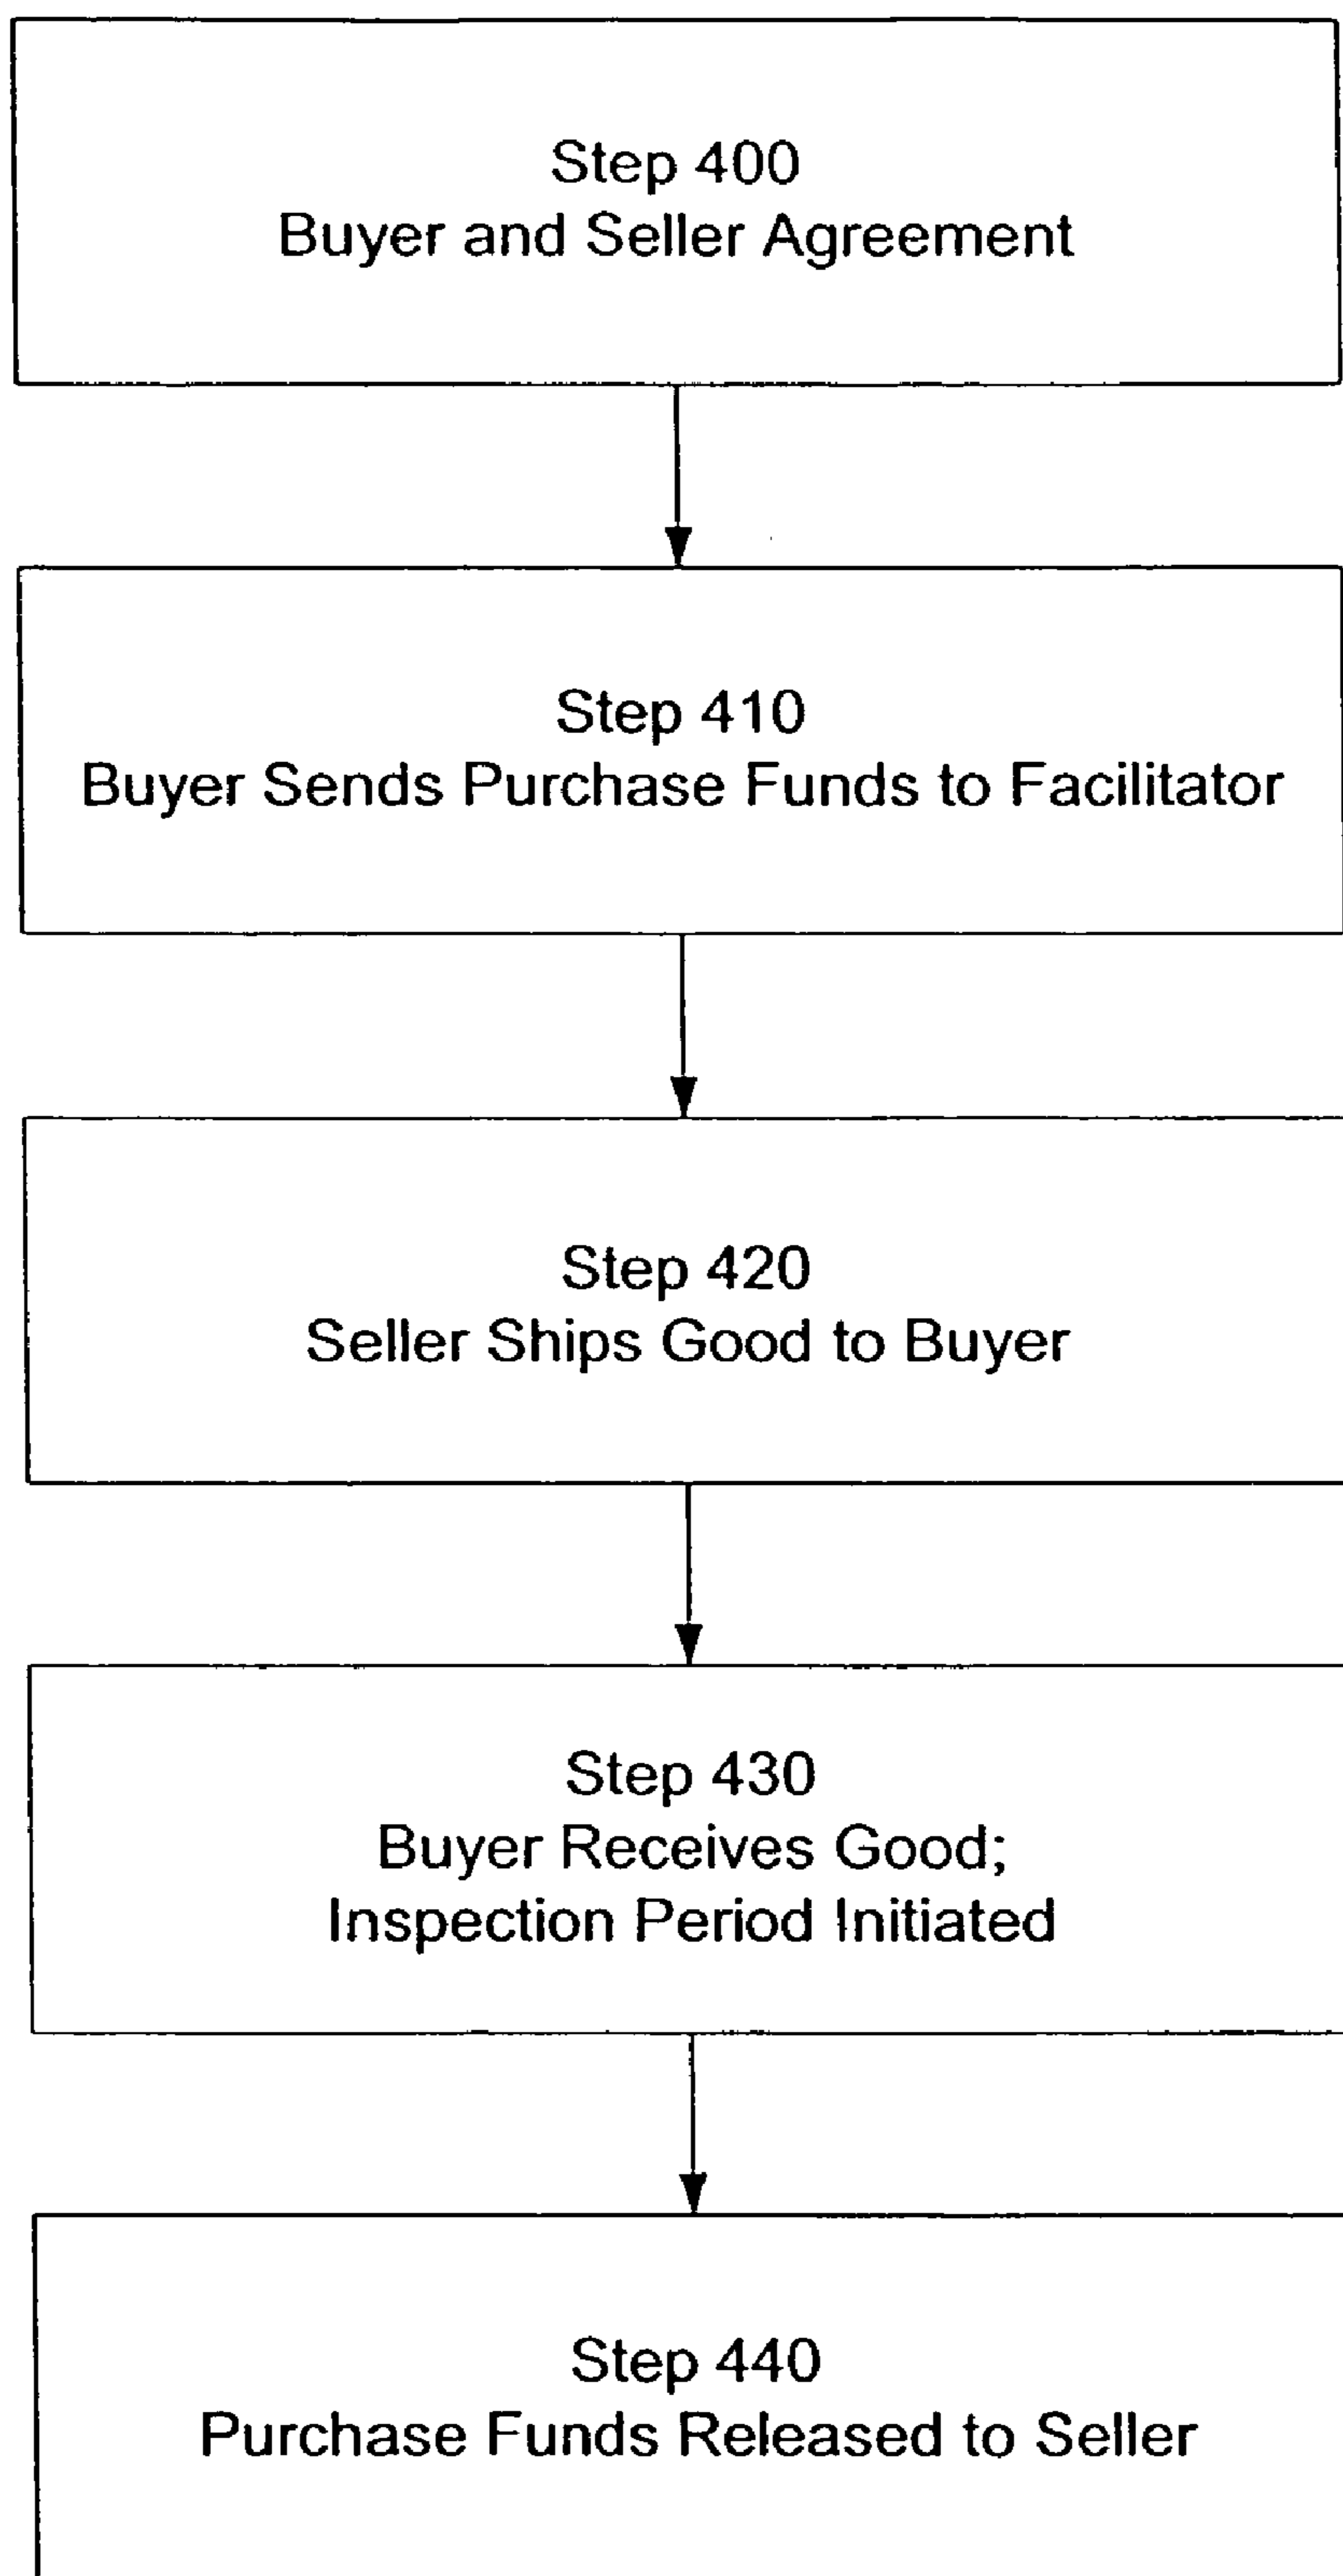 Step 400
Buyer and Seller Agreement
Step 410
Buyer Sends Purchase Funds to Facilitator
Step 420
Seller Ships Good to Buyer
Step 430
Buyer Receives Good;
Inspection Period Initiated
Step 440
Purchase Funds Released to Seller